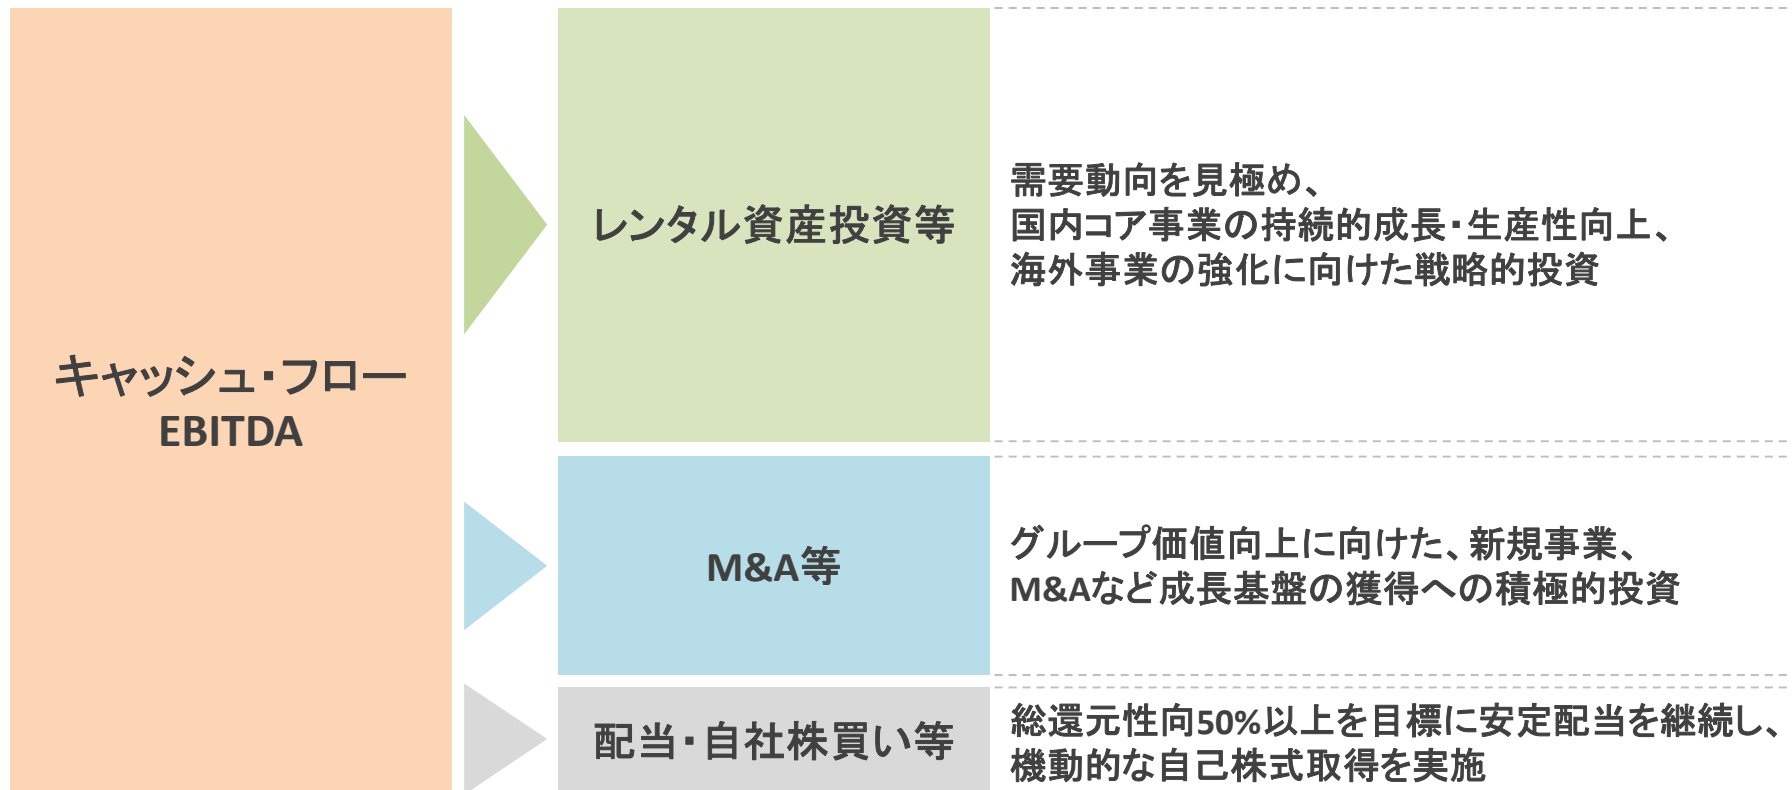 キャッシュ・フロー
EBITDA
レンタル資産投資等
需要動向を見極め、
国内コア事業の持続的成長・生産性向上、
海外事業の強化に向けた戦略的投資
M&A等
グループ価値向上に向けた、新規事業、
M&Aなど成長基盤の獲得への積極的投資
配当・自社株買い等
総還元性向50%以上を目標に安定配当を継続し、
機動的な自己株式取得を実施